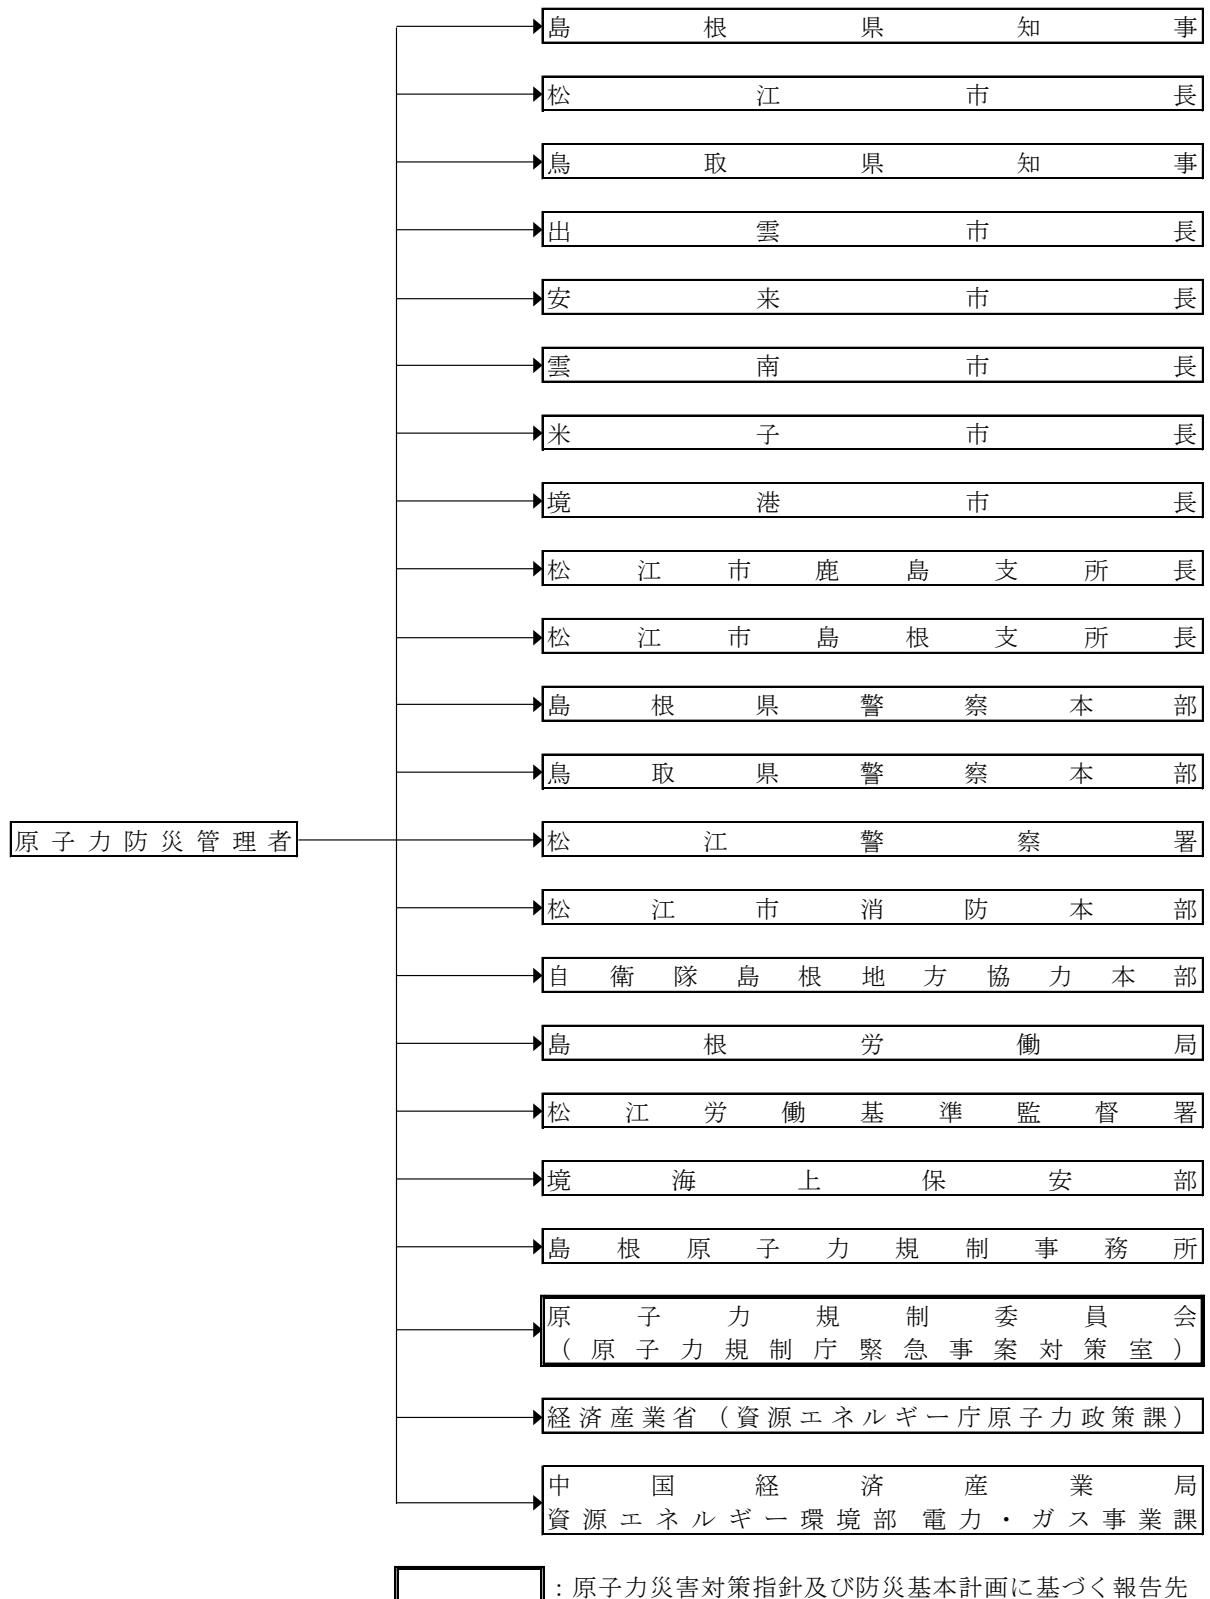 島根県知事
松江市長
鳥取県知事
出雲市長
安来市長
雲南市長
米子市長
境港市長
松江市鹿島支所長
松江市島根支所長
島根県警察本部
鳥取県警察本部
原子力防災管理者
松江警察署
松江市消防本部
自衛隊島根地方協力本部
島根労働局
松江労働基準監督署
境海上保安部
島根原子力規制事務所
原子力規制委員会
（原子力規制庁緊急事案対策室）
経済産業省（資源エネルギー庁原子力政策課）
中国経済産業局
資源エネルギー環境部 電力・ガス事業課
：原子力災害対策指針及び防災基本計画に基づく報告先